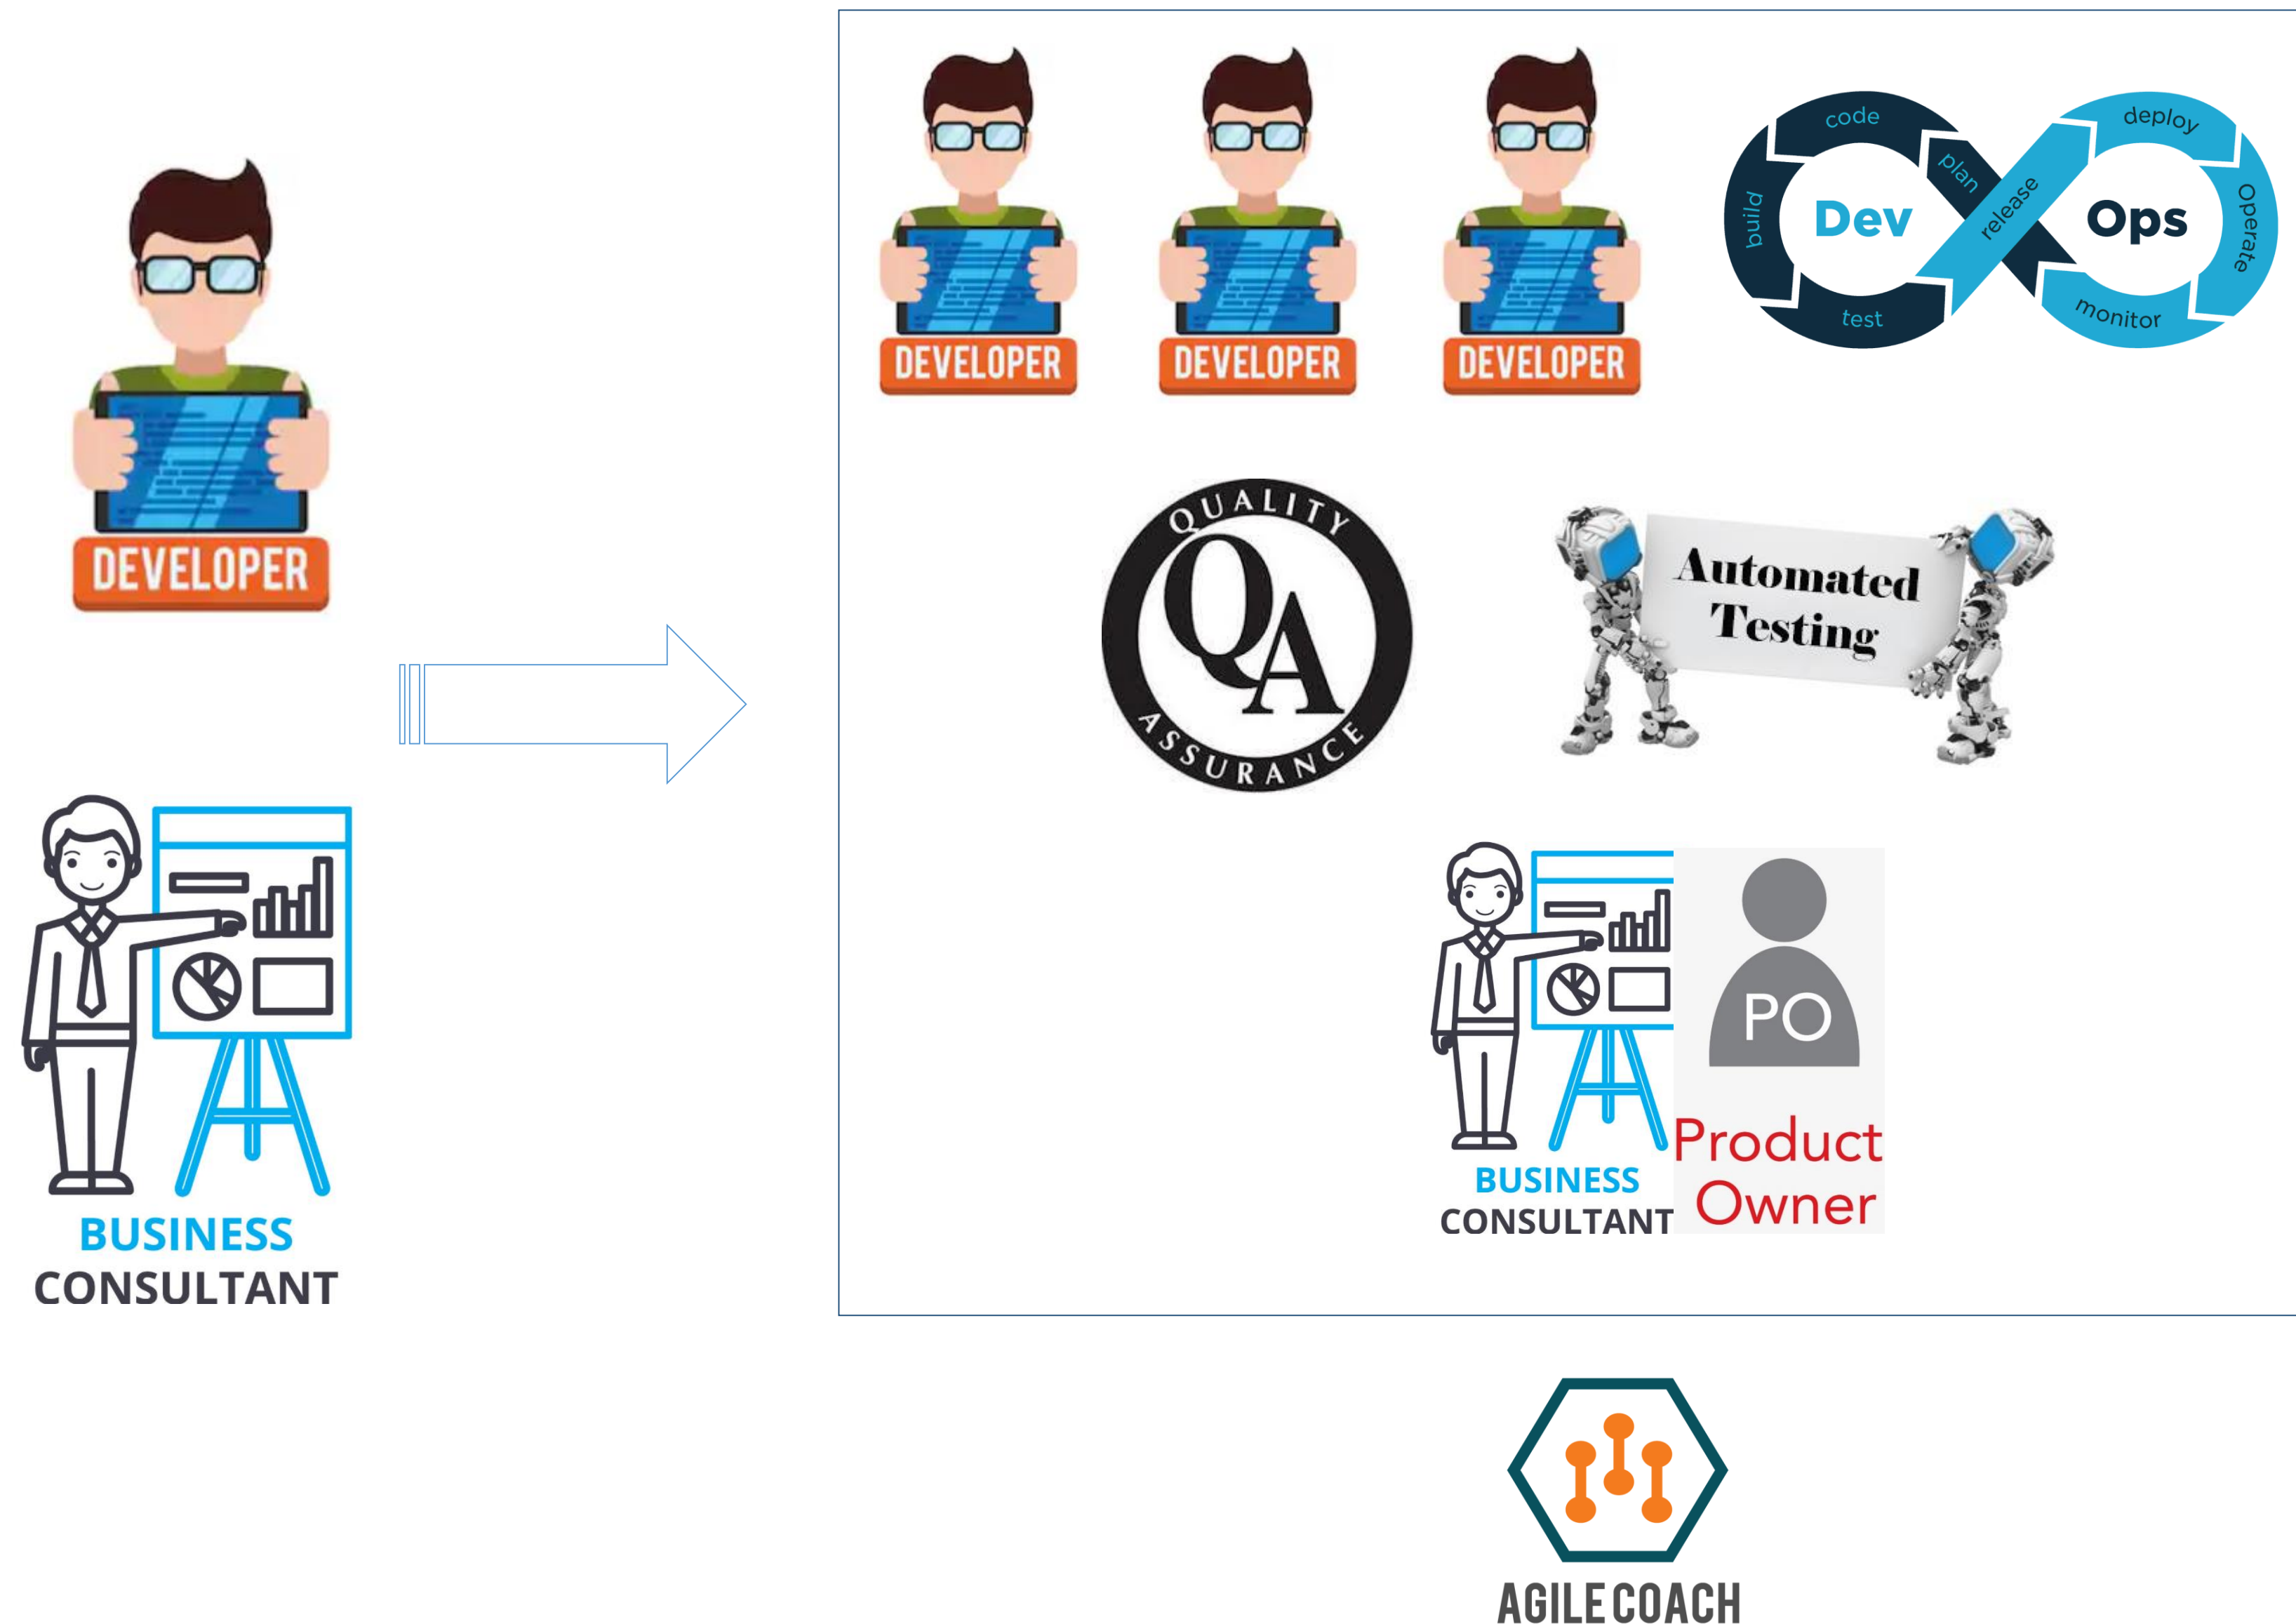 DEVELOPER
BUSINESS
CONSULTANT
DEVELOPER
DEVELOPER
DEVELOPER
code
plan
build
Dev
test
release
deploy
Ops
Operate
monitor
QUALITY
QA
ASSURANCE
Automated
Testing
BUSINESS
CONSULTANT
PO
Product
Owner
AGILE COACH